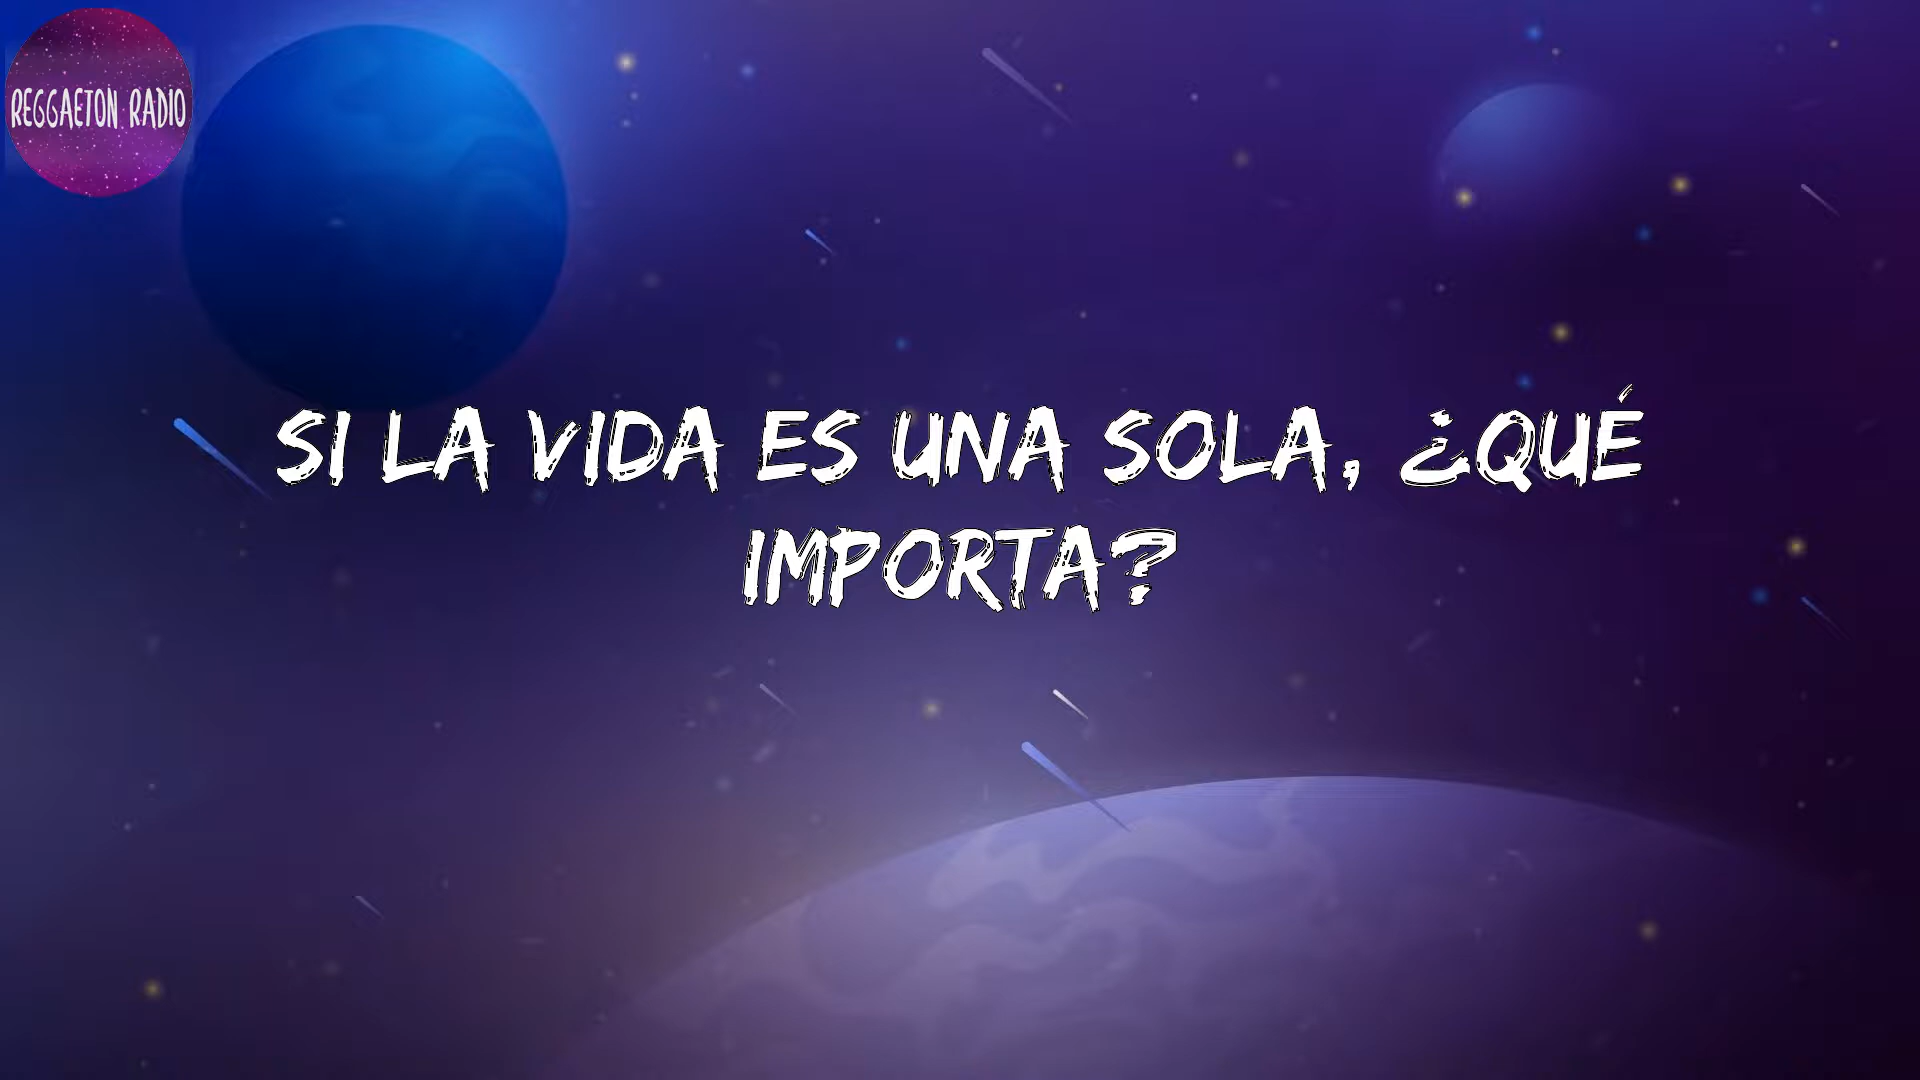 REGGAETON RADIO
SI LA VIDA ES UNA SOLA, ¿QUÉ
IMPORTA?